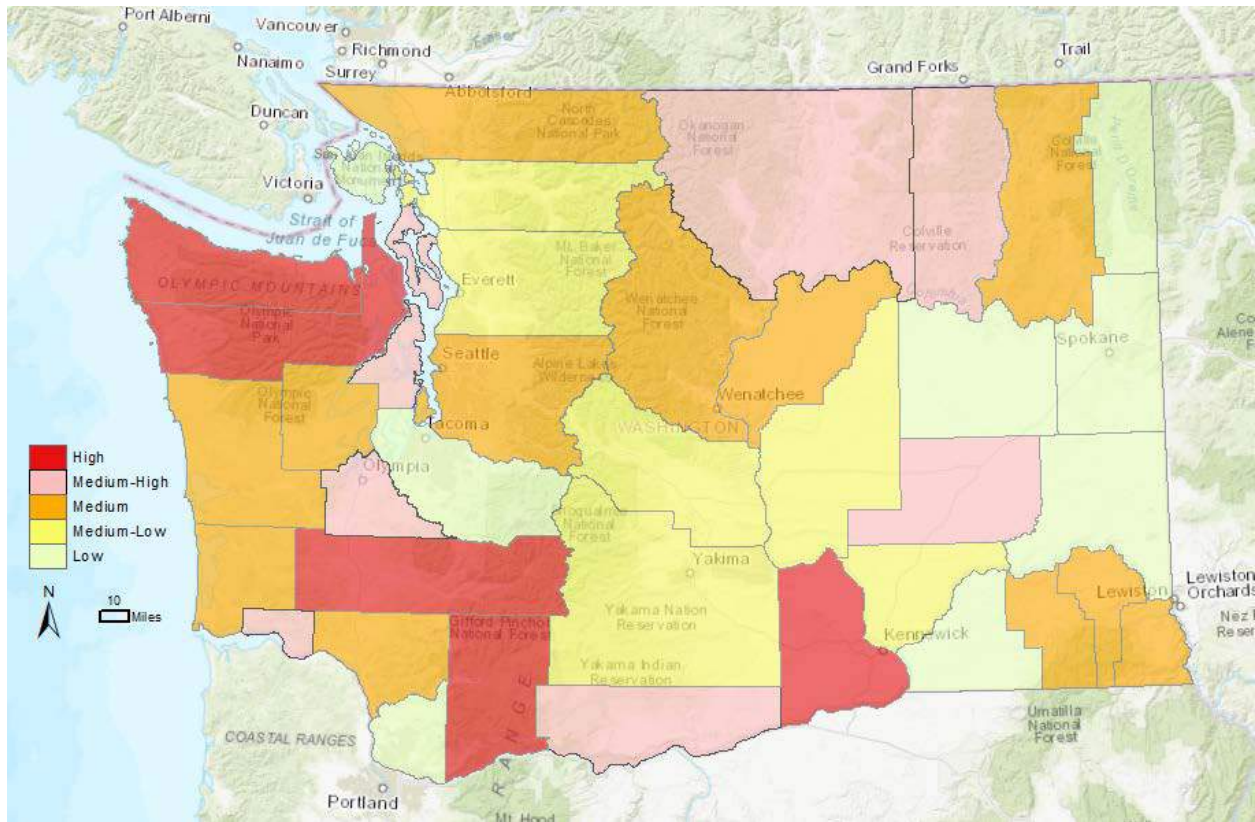 Port Alberni
Vancouver
Richmond
Nanaimo
Surrey
Fraser
Trail
Grand Forks
Abbotsford
Duncan
North
Cascades
National Park
Okanogan
National
Forest
Victoria
Strait of
Juan de Fuca
OLYMPIC MOUNTAINS
Olympic
National
Park
Everett
Mt Baker
National
Forest
Colville
Reservation
Wenatchee
National
Forest
Spokane
Seattle
Alpine Lakes
Wilderness
Wenatchee
Olympic
National
Forest
Tacoma
WASHINGTON
Olympia
National
Forest
High
Medium-High
Medium
Medium-Low
Low
N
10
Miles
Yakima
Lewiston
Lewiston
Orchards
Gifford Pinchot
National Forest
Yakama Nation
Reservation
Kennewick
Yakama Indian
Reservation
Umatilla
National
Forest
COASTAL RANGES
Portland
Mt Hood